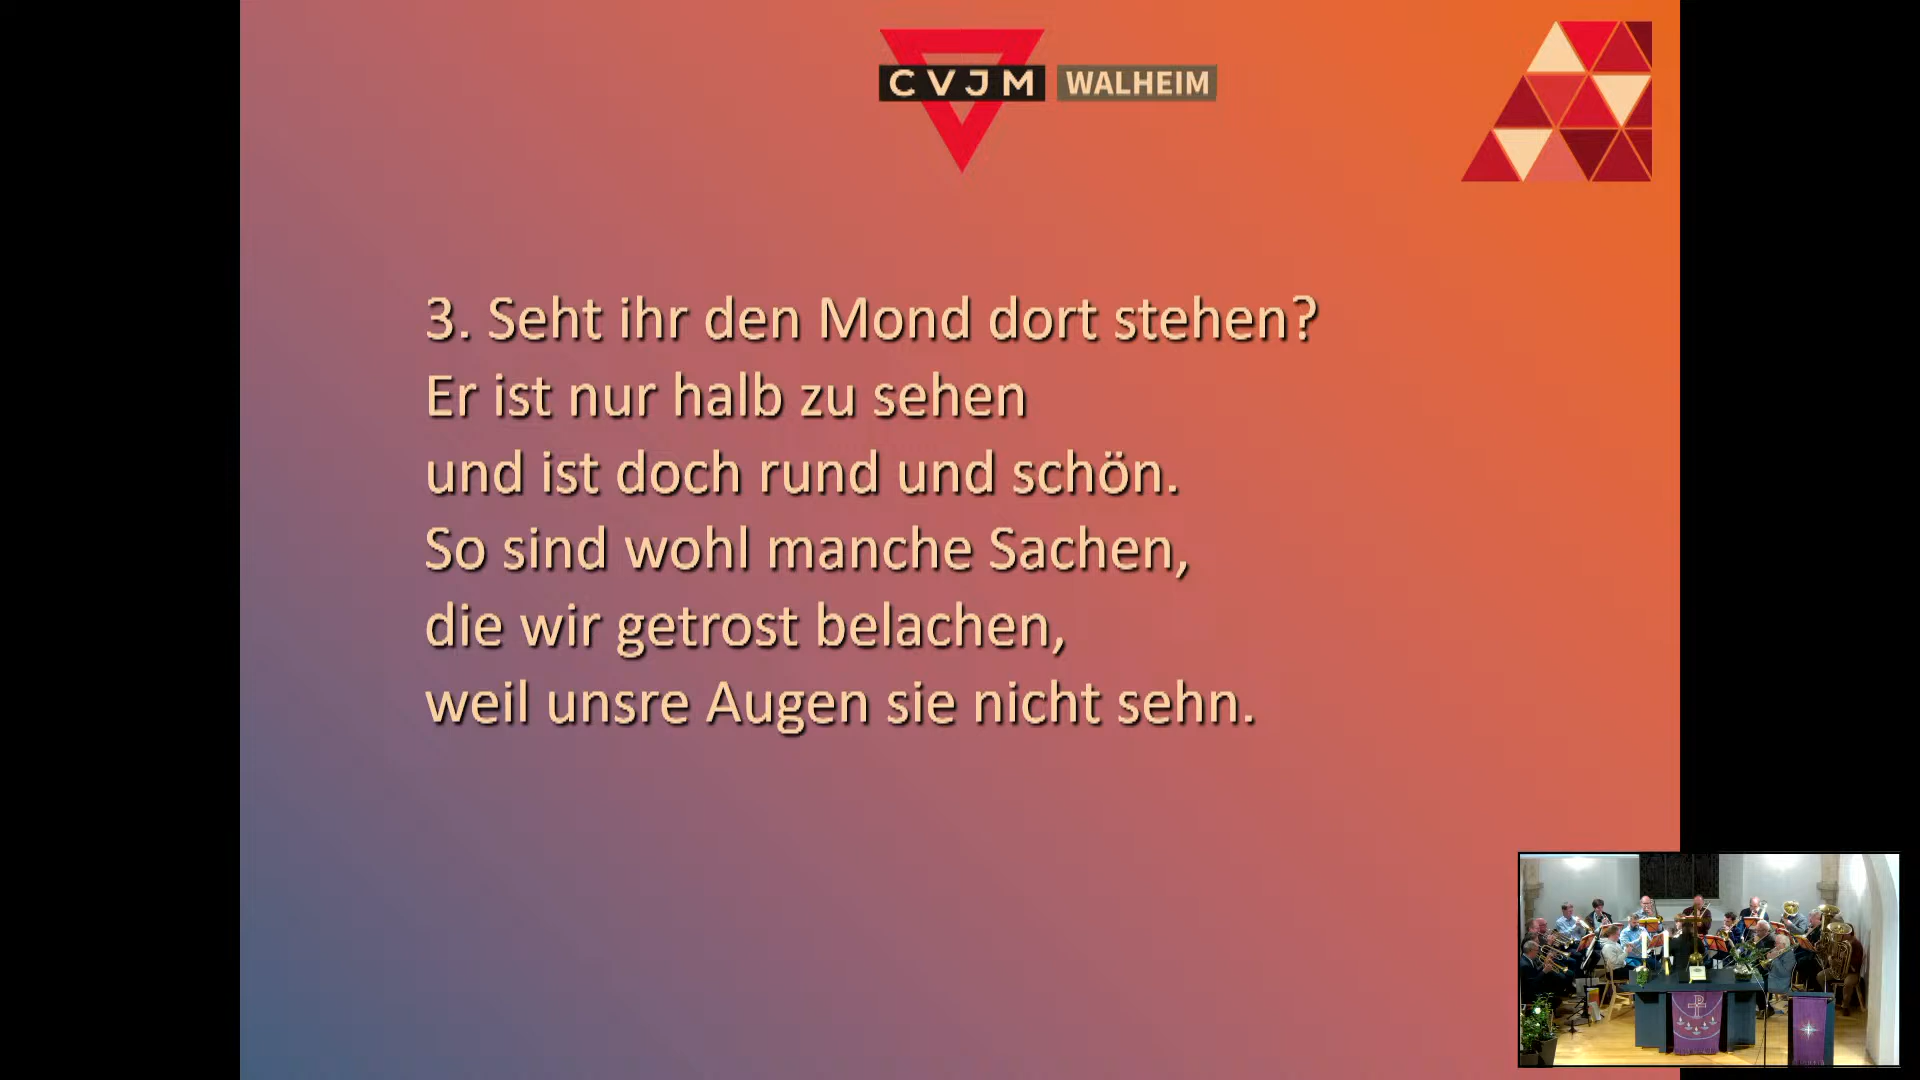 CVJM WALHEIM
3. Seht ihr den Mond dort stehen?
Er ist nur halb zu sehen
und ist doch rund und schön.
So sind wohl manche Sachen,
die wir getrost belachen,
weil unsre Augen sie nicht sehn.